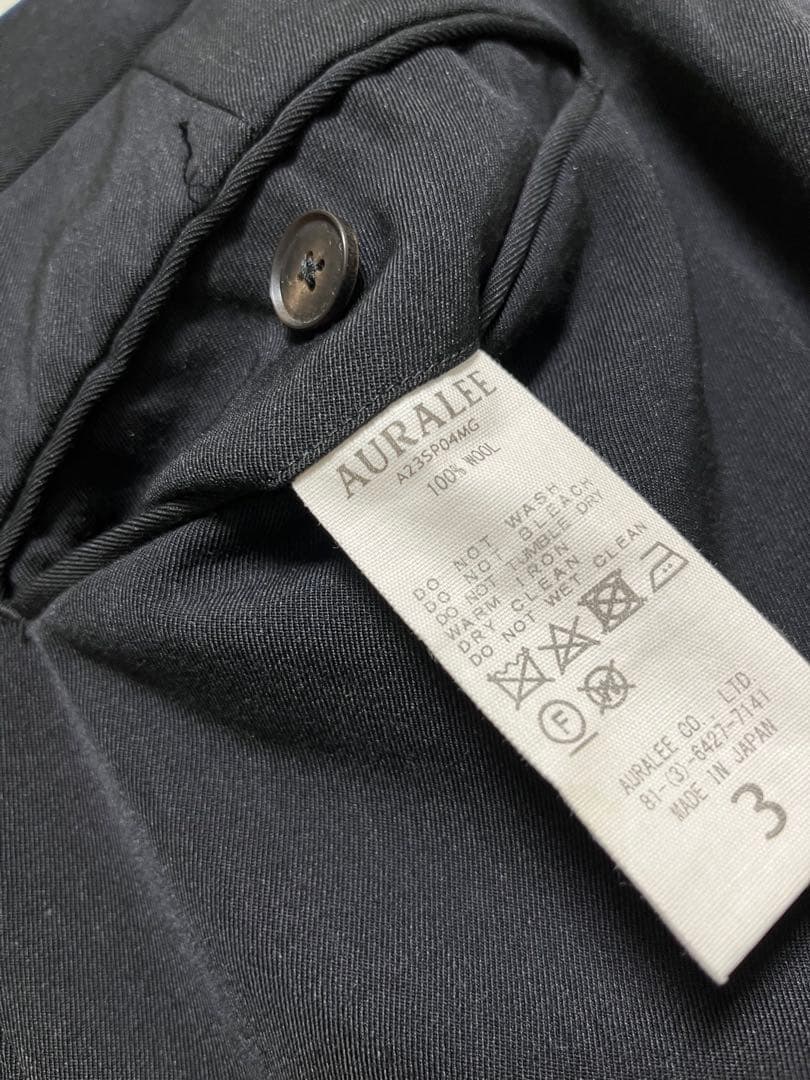 AURALEE
A23SP04MG
100% WOOL
DO NOT WASH
DO NOT BLEACH
DO NOT TUMBLE DRY
WARM IRON
DRY CLEAN
DO NOT WET CLEAN
F W
AURALEE CO., LTD.
81-(3)-6427-7141
MADE IN JAPAN
3